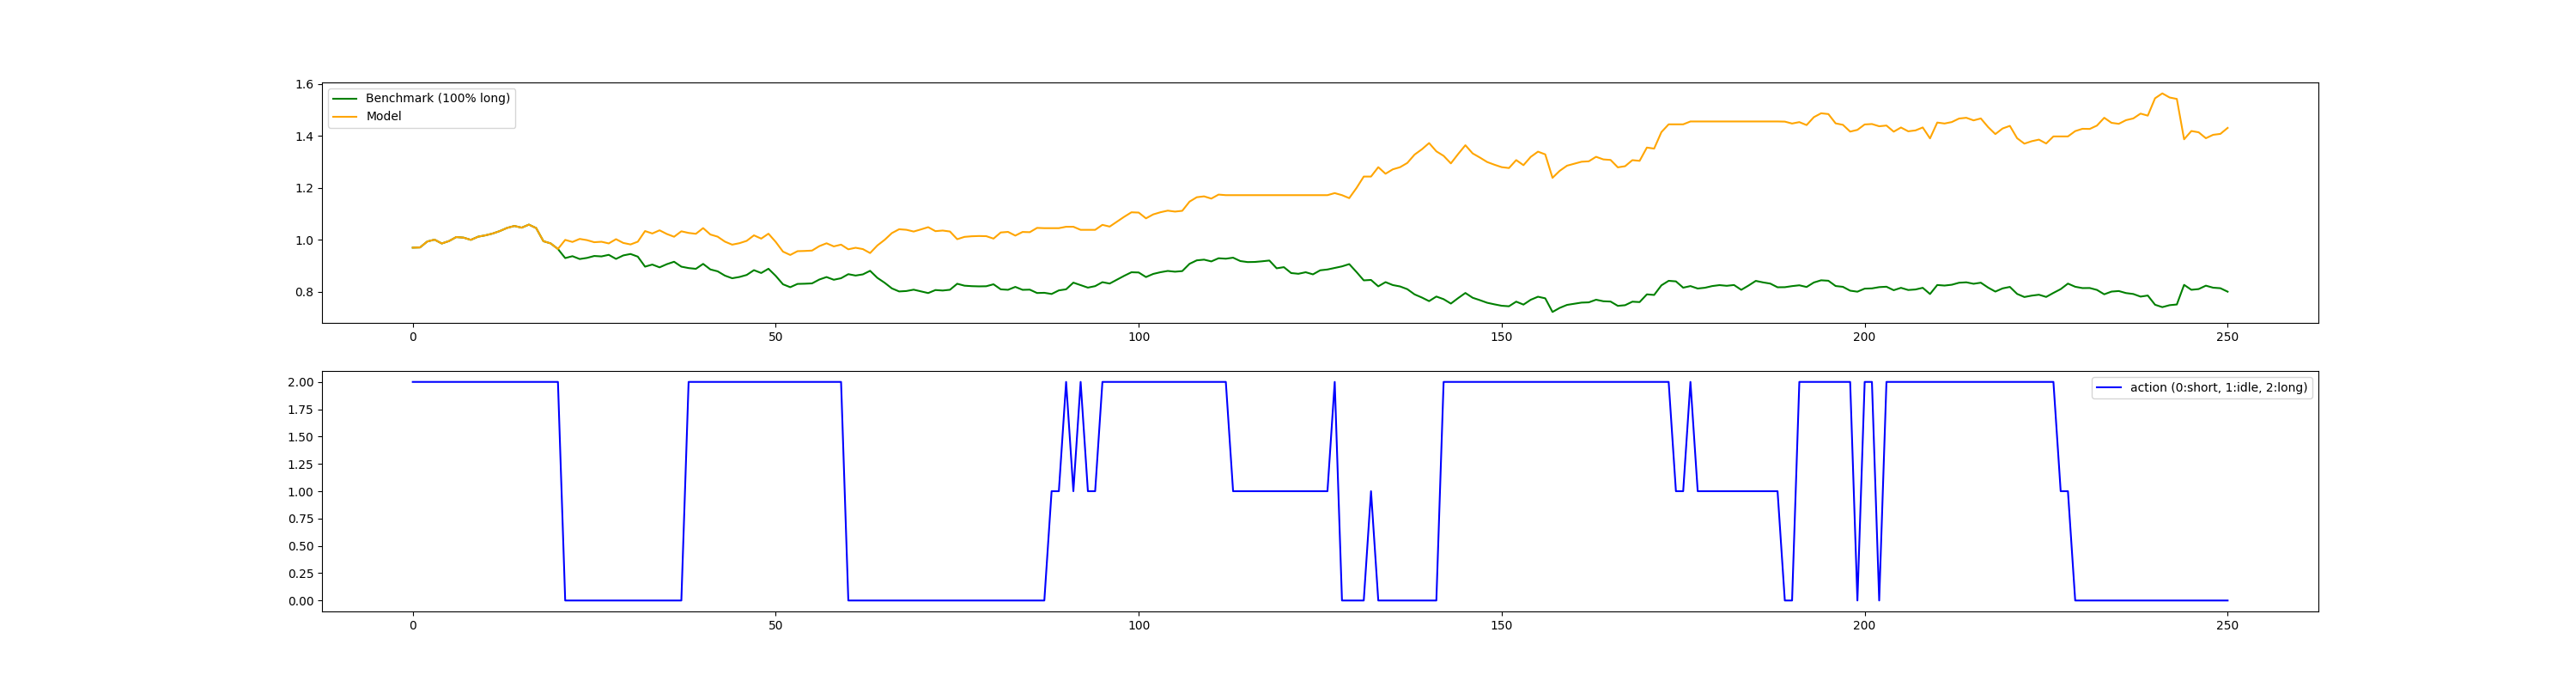 1.6
1.4
1.2
1.0
0.8
Benchmark (100% long)
Model
0 50 100 150 200 250
2.00
1.75
1.50
1.25
1.00
0.75
0.50
0.25
0.00
action (0:short, 1:idle, 2:long)
0 50 100 150 200 250